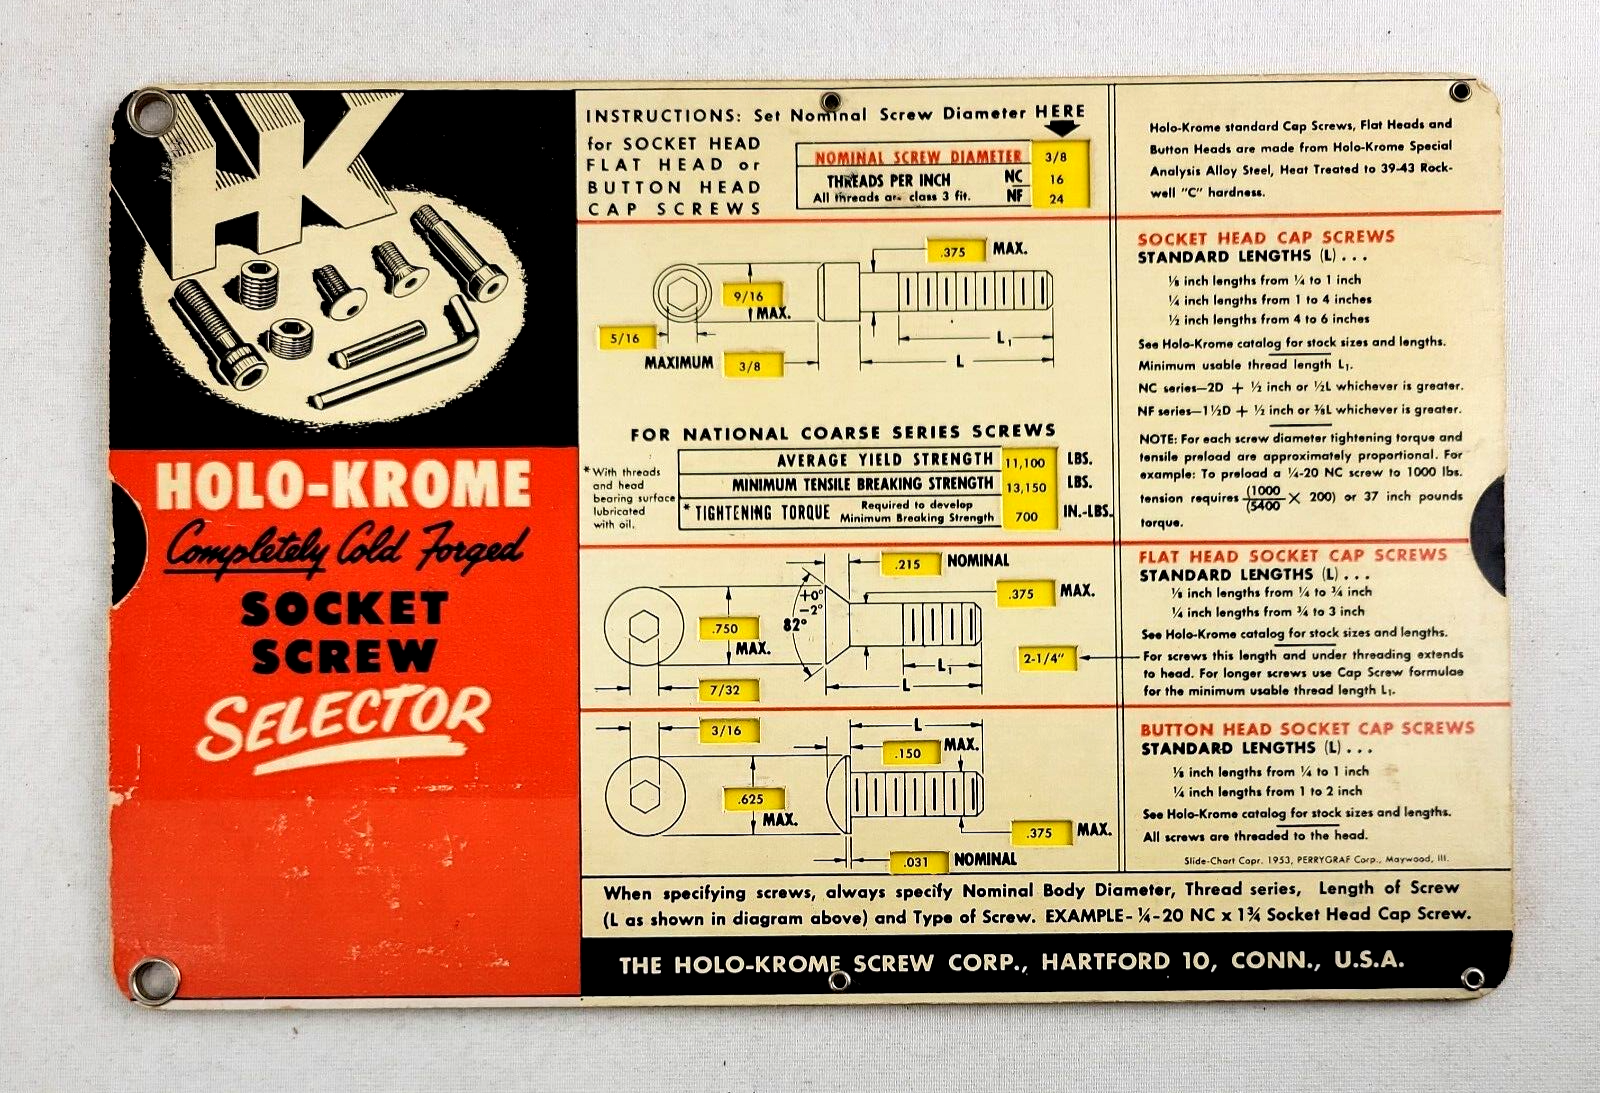 HK
HOLO-KROME
Completely Cold Forged
SOCKET
SCREW
SELECTOR
INSTRUCTIONS: Set Nominal Screw Diameter HERE
for SOCKET HEAD
FLAT HEAD or
BUTTON HEAD
CAP SCREWS
NOMINAL SCREW DIAMETER 3/8
THREADS PER INCH NC 16
All threads are class 3 fit. NF 24
.375 MAX.
9/16
MAX.
5/16
MAXIMUM 3/8
L₁
L
FOR NATIONAL COARSE SERIES SCREWS
*With threads
and head
bearing surface
lubricated
with oil.
AVERAGE YIELD STRENGTH 11,100 LBS.
MINIMUM TENSILE BREAKING STRENGTH 13,150 LBS.
*TIGHTENING TORQUE Required to develop
Minimum Breaking Strength 700 IN.-LBS.
.215 NOMINAL
.375 MAX.
+0°
-2°
82°
.750
MAX.
2-1/4"
L₁
L
7/32
3/16
L
.150 MAX.
.625
MAX.
.375 MAX.
.031 NOMINAL
Holo-Krome standard Cap Screws, Flat Heads and
Button Heads are made from Holo-Krome Special
Analysis Alloy Steel, Heat Treated to 39-43 Rock-
well "C" hardness.
SOCKET HEAD CAP SCREWS
STANDARD LENGTHS (L) . . .
⅛ inch lengths from ¼ to 1 inch
¼ inch lengths from 1 to 4 inches
½ inch lengths from 4 to 6 inches
See Holo-Krome catalog for stock sizes and lengths.
Minimum usable thread length L₁.
NC series—2D + ½ inch or ½L whichever is greater.
NF series—1½D + ½ inch or ⅜L whichever is greater.
NOTE: For each screw diameter tightening torque and
tensile preload are approximately proportional. For
example: To preload a ¼-20 NC screw to 1000 lbs.
tension requires (1000/(5400 × 200) or 37 inch pounds
torque.
FLAT HEAD SOCKET CAP SCREWS
STANDARD LENGTHS (L) . . .
⅛ inch lengths from ¼ to ¾ inch
¼ inch lengths from ¾ to 3 inch
See Holo-Krome catalog for stock sizes and lengths.
For screws this length and under threading extends
to head. For longer screws use Cap Screw formulae
for the minimum usable thread length L₁.
BUTTON HEAD SOCKET CAP SCREWS
STANDARD LENGTHS (L) . . .
⅛ inch lengths from ¼ to 1 inch
¼ inch lengths from 1 to 2 inch
See Holo-Krome catalog for stock sizes and lengths.
All screws are threaded to the head.
Slide-Chart Copr. 1953, PERRYGRAF Corp., Maywood, Ill.
When specifying screws, always specify Nominal Body Diameter, Thread series, Length of Screw
(L as shown in diagram above) and Type of Screw. EXAMPLE- ¼-20 NC x 1¾ Socket Head Cap Screw.
THE HOLO-KROME SCREW CORP., HARTFORD 10, CONN., U.S.A.